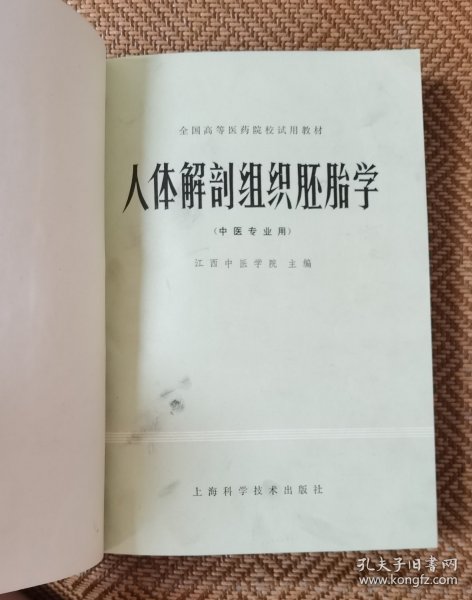 全国高等医药院校试用教材
人体解剖组织胚胎学
(中医专业用)
江西中医学院 主编
上海科学技术出版社
孔夫子旧书网
www.kongfz.com